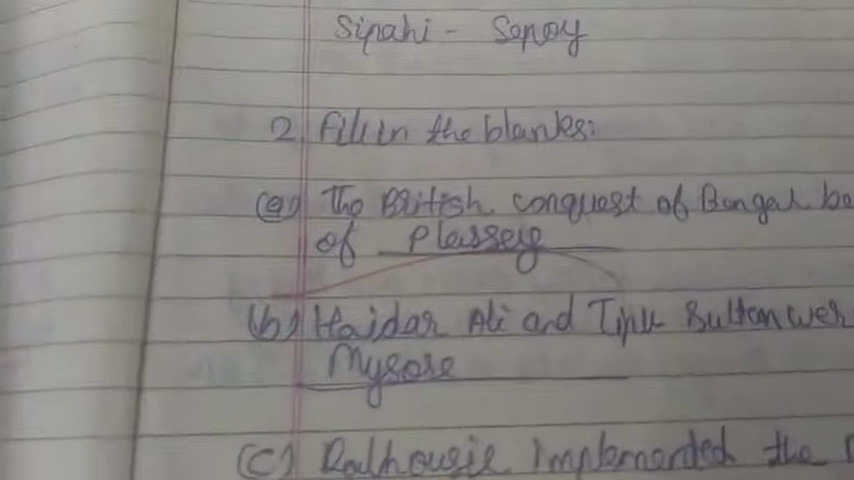 Sipahi - Sepoy
2. Fill in the blanks:
(a) The British conquest of Bengal be
of Plassey
(b) Haidar Ali and Tipu Sultan wer
Mysore
(c) Dalhousie implemented the